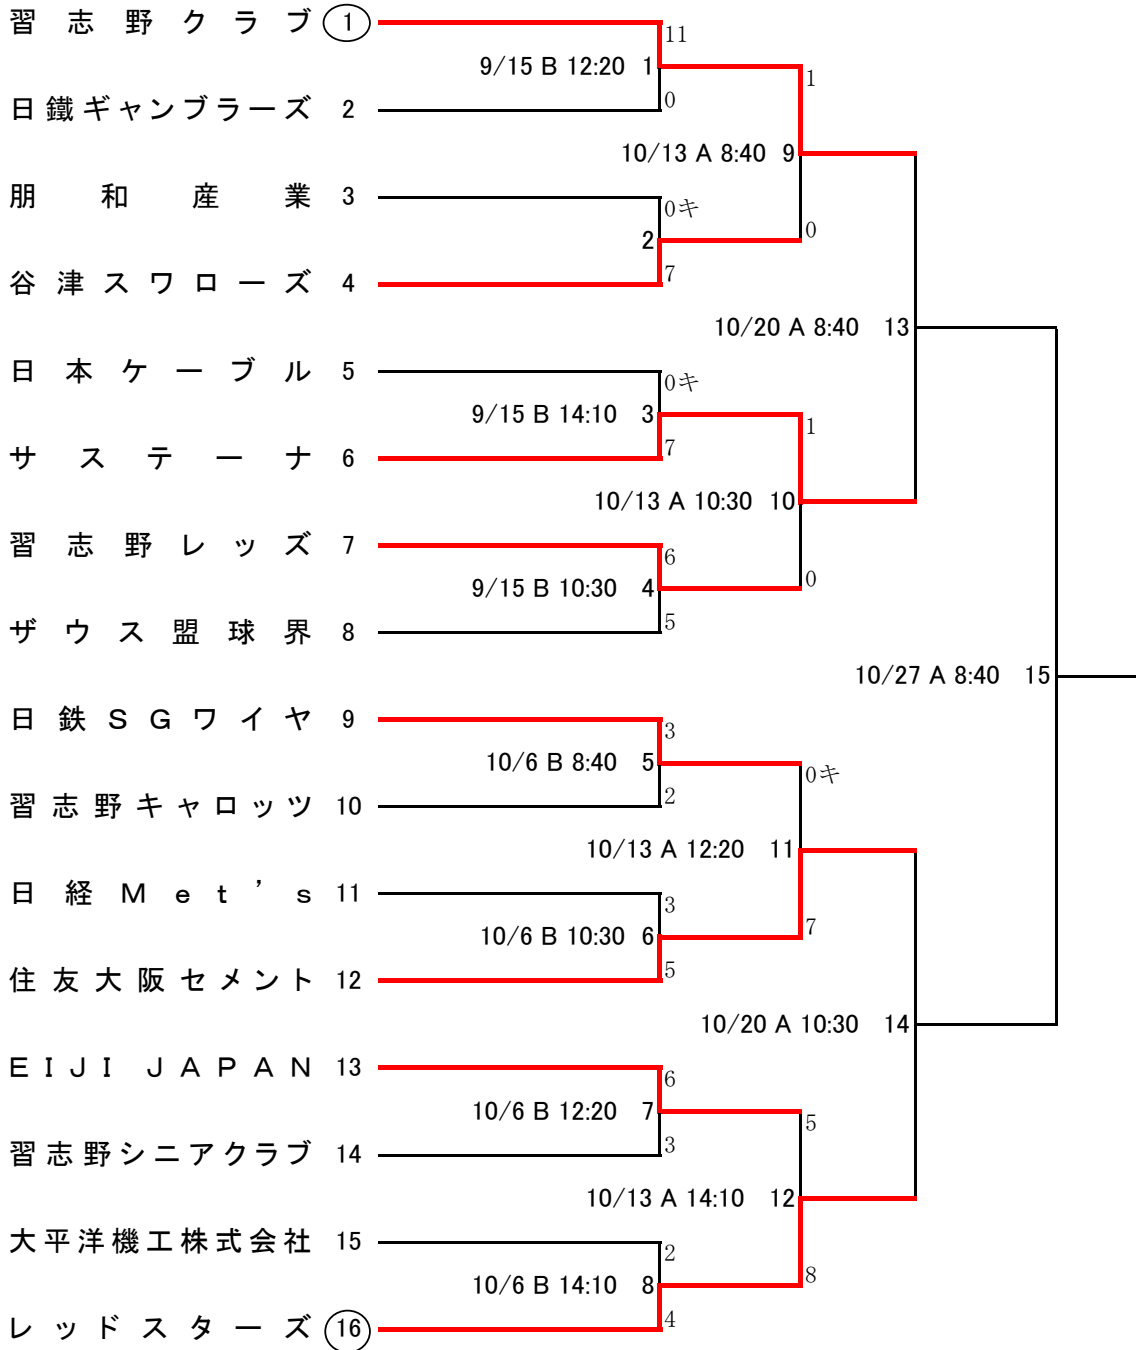 習志野クラブ 1
11
9/15 B 12:20 1
1
日鐵ギャンブラーズ 2
0
10/13 A 8:40 9
朋和産業 3
0キ
2
0
谷津スワローズ 4
7
10/20 A 8:40 13
日本ケーブル 5
0キ
9/15 B 14:10 3
1
サステーナ 6
7
10/13 A 10:30 10
習志野レッズ 7
6
9/15 B 10:30 4
0
ザウス盟球界 8
5
10/27 A 8:40 15
日鉄SGワイヤ 9
3
10/6 B 8:40 5
0キ
習志野キャロッツ 10
2
10/13 A 12:20 11
日経Met's 11
3
10/6 B 10:30 6
7
住友大阪セメント 12
5
10/20 A 10:30 14
EIJI JAPAN 13
6
10/6 B 12:20 7
5
習志野シニアクラブ 14
3
10/13 A 14:10 12
大平洋機工株式会社 15
2
10/6 B 14:10 8
8
レッドスターズ 16
4